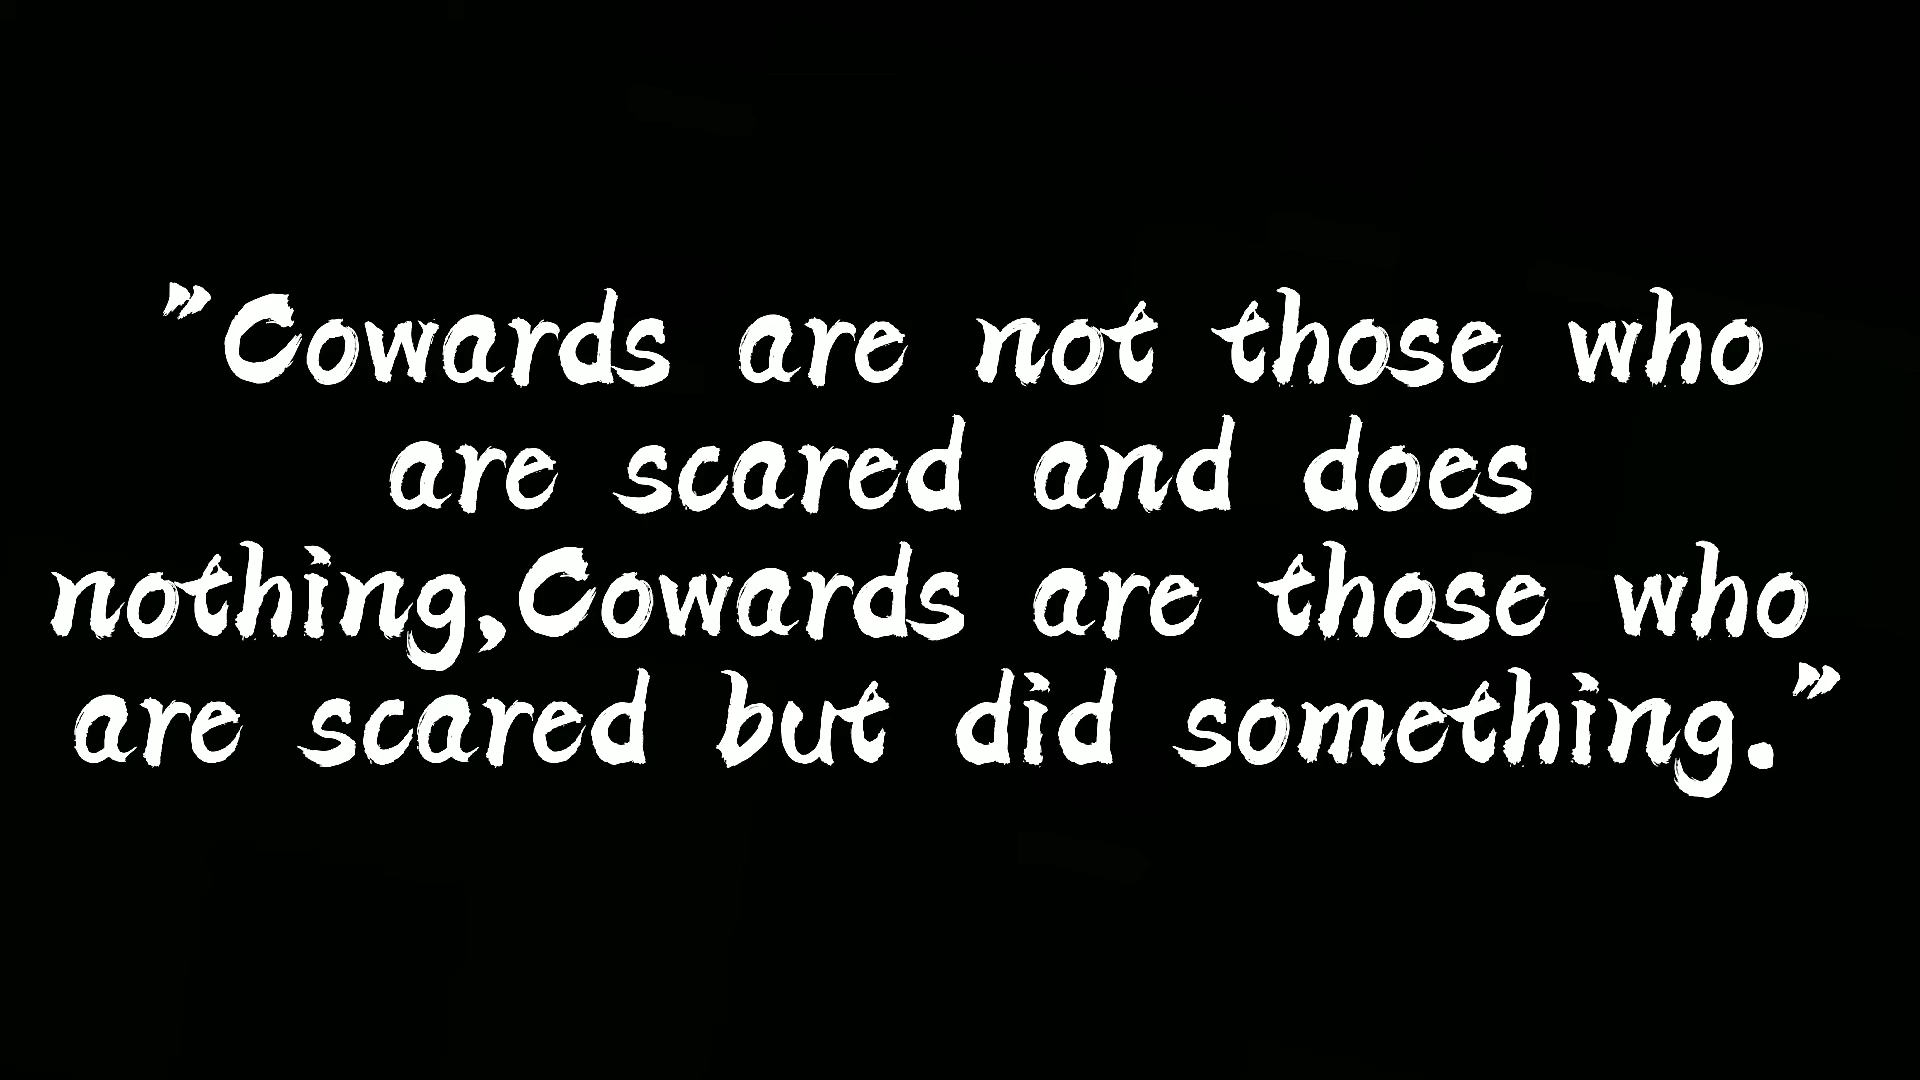 "Cowards are not those who
are scared and does
nothing,Cowards are those who
are scared but did something."